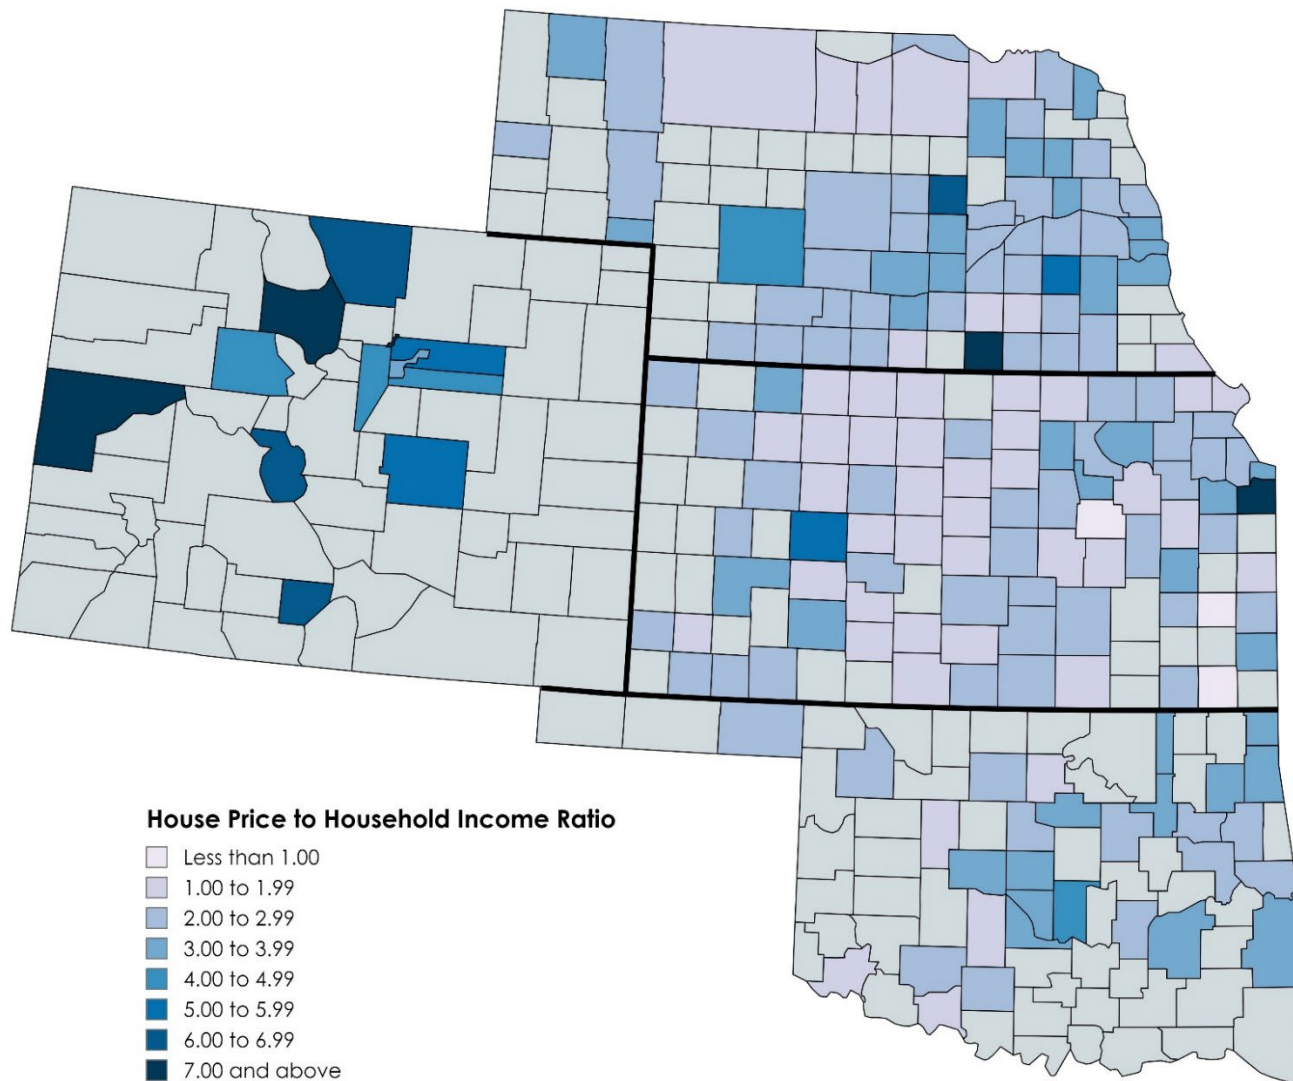 House Price to Household Income Ratio
Less than 1.00
1.00 to 1.99
2.00 to 2.99
3.00 to 3.99
4.00 to 4.99
5.00 to 5.99
6.00 to 6.99
7.00 and above